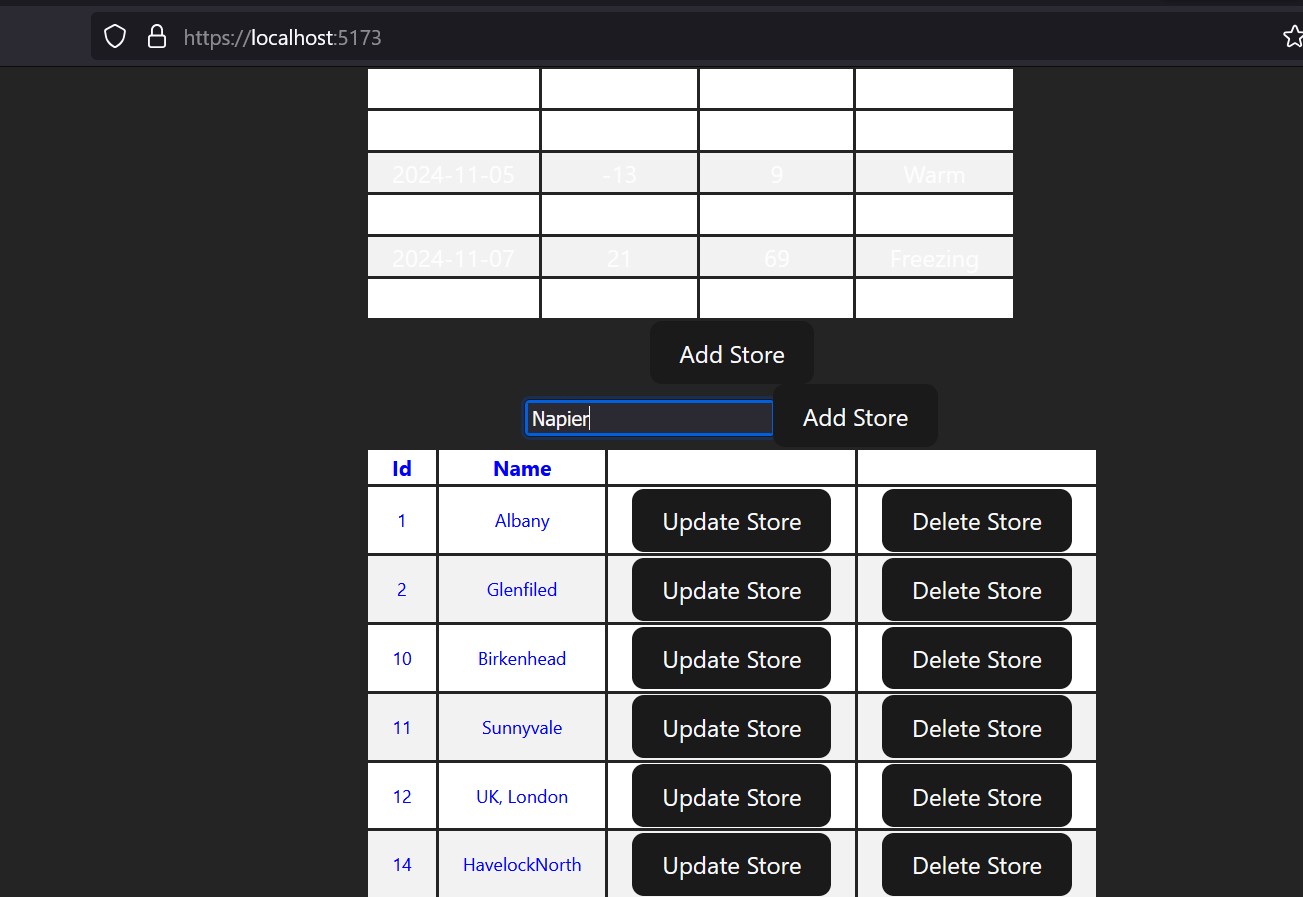 https://localhost:5173
2024-11-05 -13 9 Warm
2024-11-07 21 69 Freezing
Add Store
Napier Add Store
Id Name
1 Albany Update Store Delete Store
2 Glenfiled Update Store Delete Store
10 Birkenhead Update Store Delete Store
11 Sunnyvale Update Store Delete Store
12 UK, London Update Store Delete Store
14 HavelockNorth Update Store Delete Store